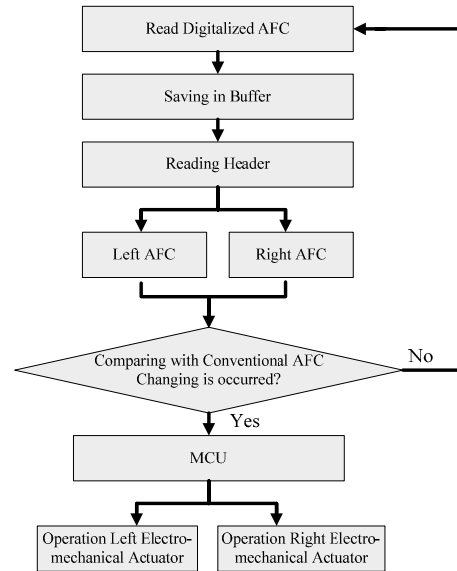 Read Digitalized AFC
Saving in Buffer
Reading Header
Left AFC
Right AFC
Comparing with Conventional AFC
Changing is occurred?
No
Yes
MCU
Operation Left Electro-
mechanical Actuator
Operation Right Electro-
mechanical Actuator